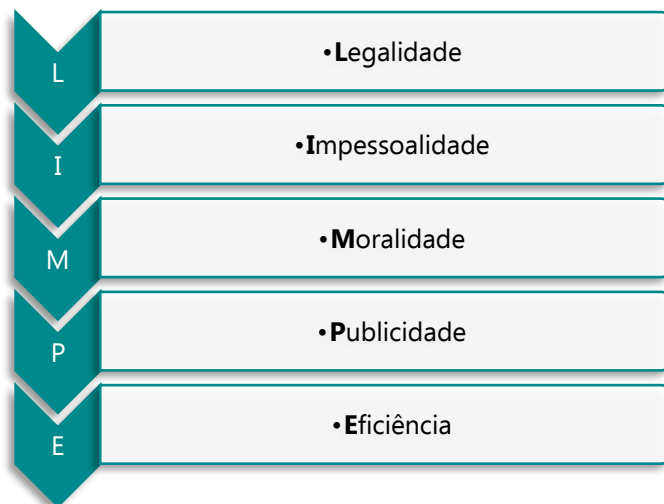 L
•Legalidade
I
•Impessoalidade
M
•Moralidade
P
•Publicidade
E
•Eficiência